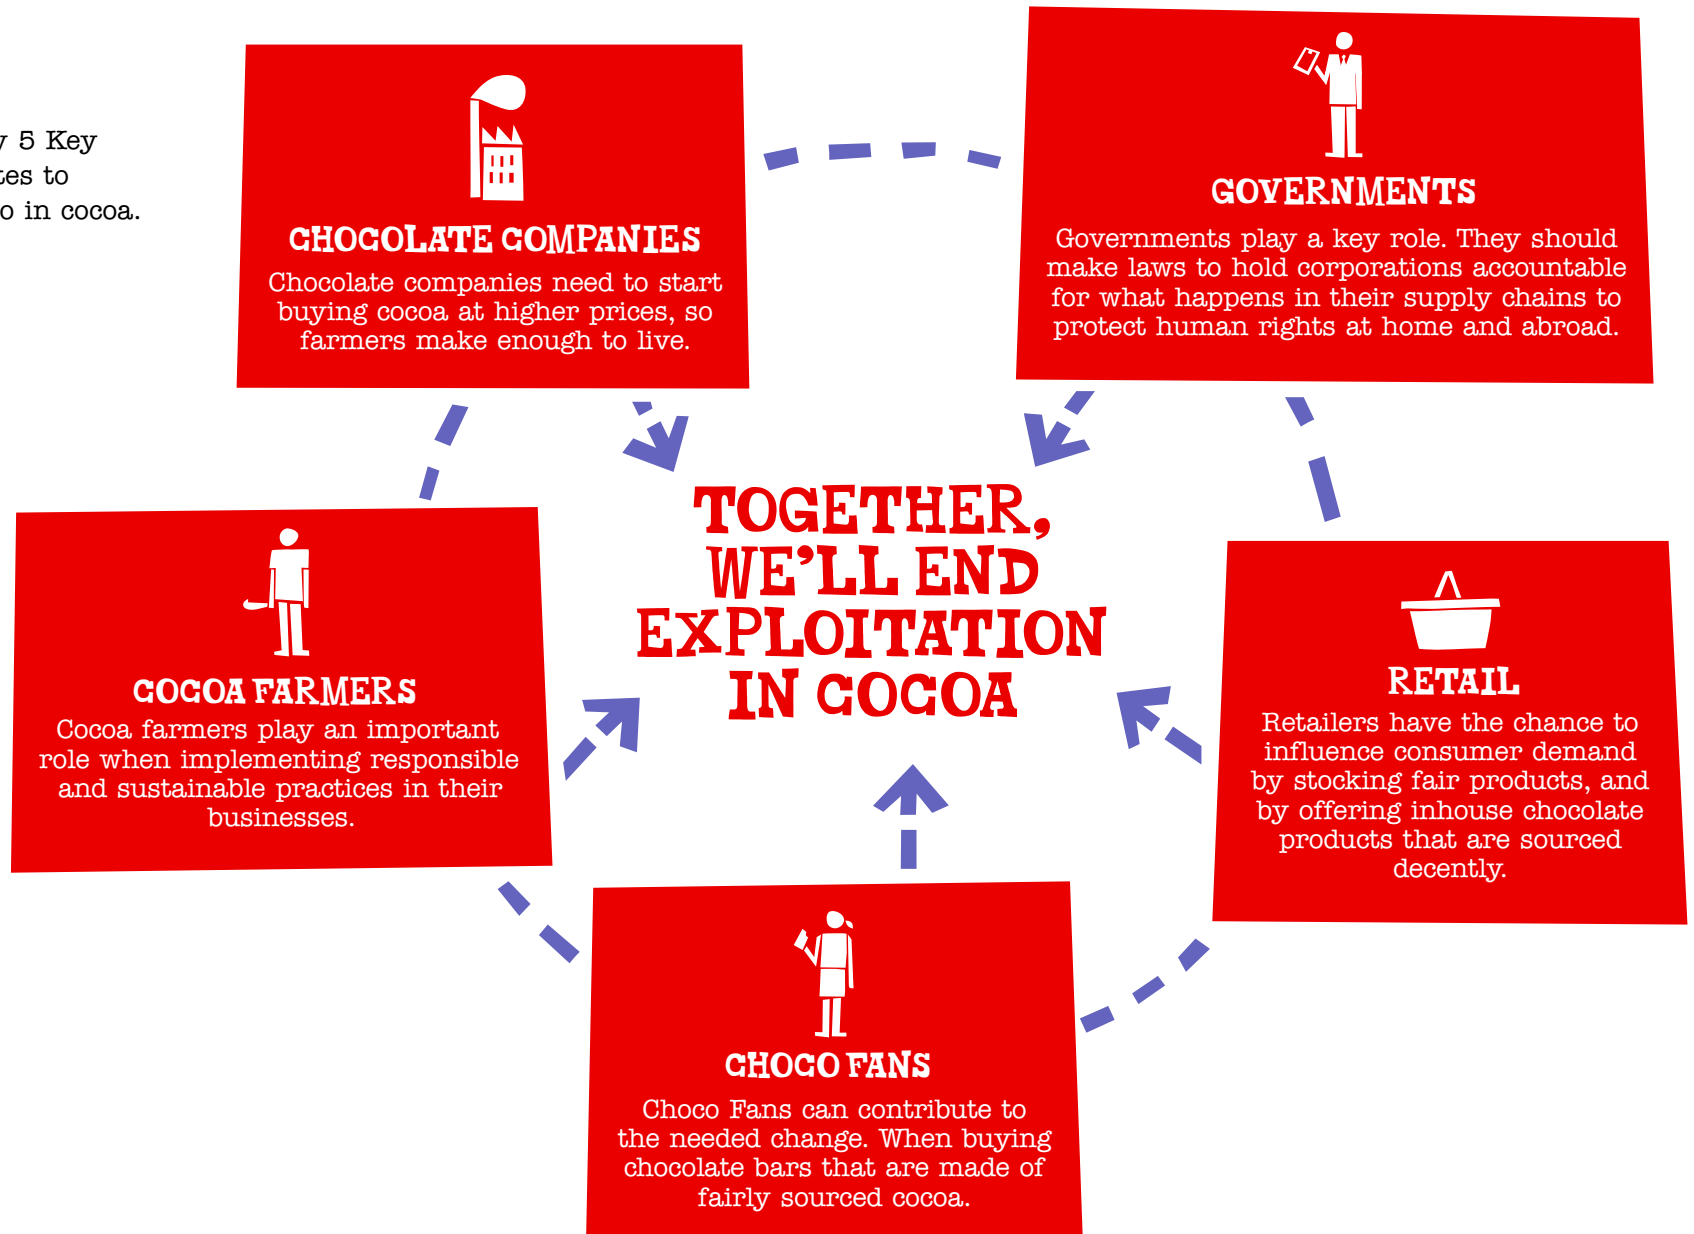 5 Key
to
in cocoa.
CHOCOLATE COMPANIES
Chocolate companies need to start
buying cocoa at higher prices, so
farmers make enough to live.
GOVERNMENTS
Governments play a key role. They should
make laws to hold corporations accountable
for what happens in their supply chains to
protect human rights at home and abroad.
TOGETHER,
WE’LL END
EXPLOITATION
IN COCOA
COCOA FARMERS
Cocoa farmers play an important
role when implementing responsible
and sustainable practices in their
businesses.
RETAIL
Retailers have the chance to
influence consumer demand
by stocking fair products, and
by offering inhouse chocolate
products that are sourced
decently.
CHOCO FANS
Choco Fans can contribute to
the needed change. When buying
chocolate bars that are made of
fairly sourced cocoa.